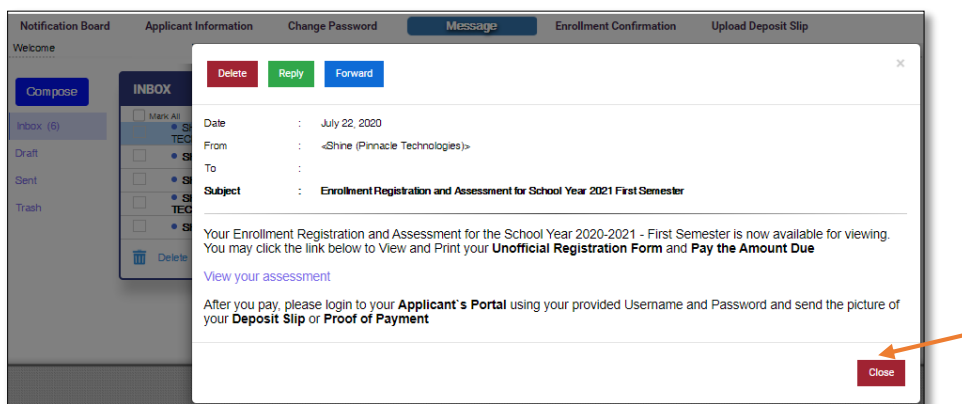 Notification Board Applicant Information Change Password Message Enrollment Confirmation Upload Deposit Slip
Welcome
Compose
Inbox (6)
Draft
Sent
Trash
INBOX
Mark All
TEC
TEC
Delete
Delete Reply Forward ×
Date : July 22, 2020
From : <Shine (Pinnacle Technologies)>
To :
Subject : Enrollment Registration and Assessment for School Year 2021 First Semester
Your Enrollment Registration and Assessment for the School Year 2020-2021 - First Semester is now available for viewing.
You may click the link below to View and Print your Unofficial Registration Form and Pay the Amount Due
View your assessment
After you pay, please login to your Applicant`s Portal using your provided Username and Password and send the picture of
your Deposit Slip or Proof of Payment
Close